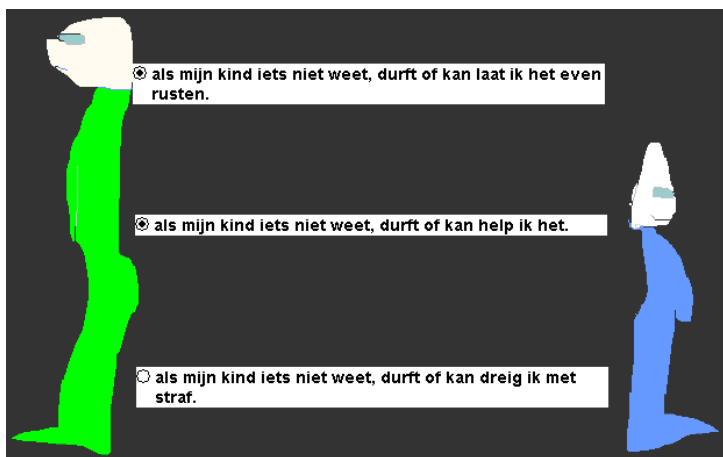 als mijn kind iets niet weet, durft of kan laat ik het even
rusten.
als mijn kind iets niet weet, durft of kan help ik het.
als mijn kind iets niet weet, durft of kan dreig ik met
straf.